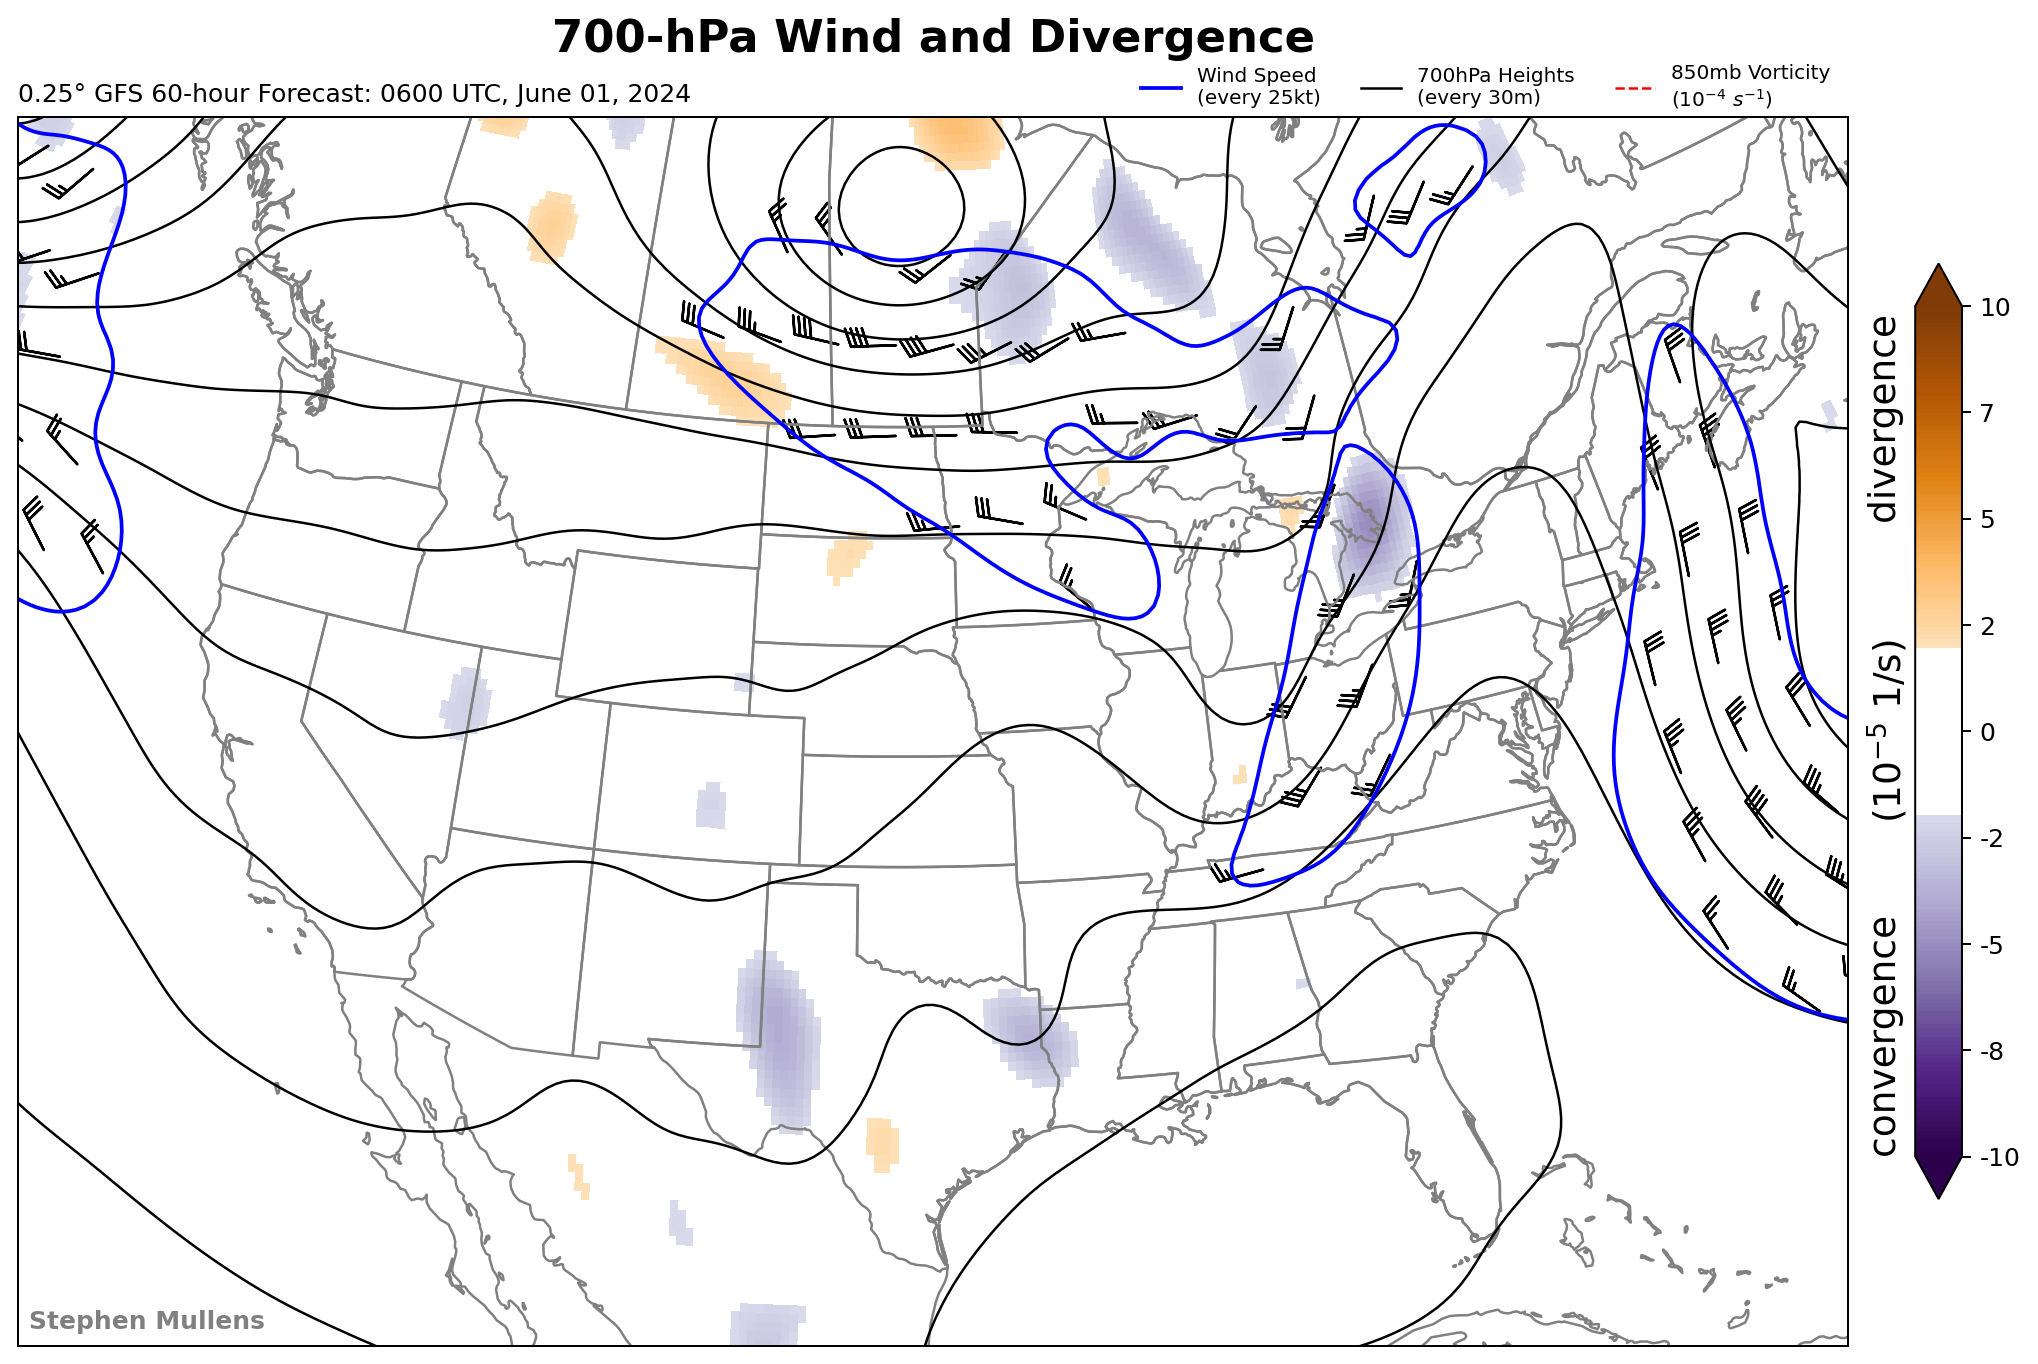 700-hPa Wind and Divergence
0.25° GFS 60-hour Forecast: 0600 UTC, June 01, 2024
Wind Speed
(every 25kt)
700hPa Heights
(every 30m)
850mb Vorticity
(10⁻⁴ s⁻¹)
10
7
5
2
0
-2
-5
-8
-10
convergence (10⁻⁵ 1/s) divergence
Stephen Mullens